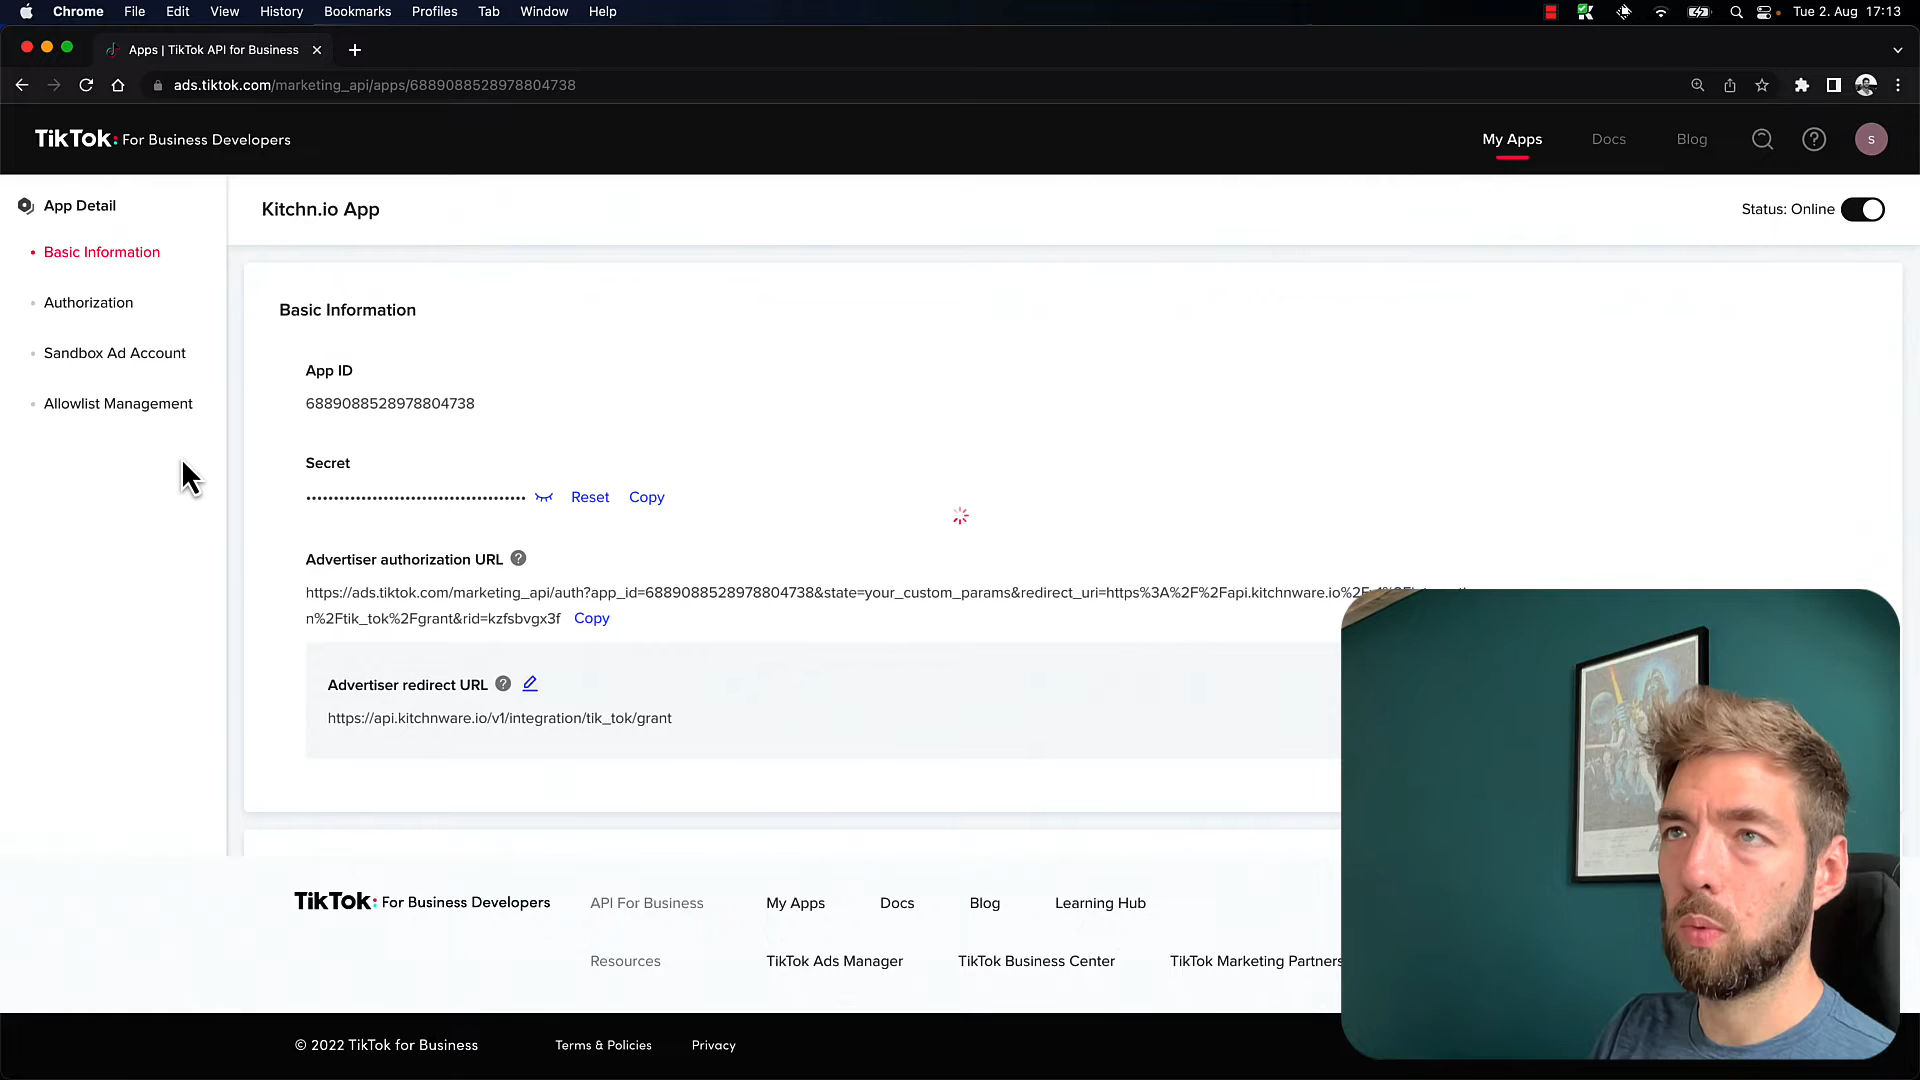 Chrome File Edit View History Bookmarks Profiles Tab Window Help Tue 2. Aug 17:13
Apps | TikTok API for Business
ads.tiktok.com/marketing_api/apps/6889088528978804738
TikTok: For Business Developers My Apps Docs Blog S
App Detail
Basic Information
Authorization
Sandbox Ad Account
Allowlist Management
Kitchn.io App Status: Online
Basic Information
App ID
6889088528978804738
Secret
Reset Copy
Advertiser authorization URL
https://ads.tiktok.com/marketing_api/auth?app_id=6889088528978804738&state=your_custom_params&redirect_uri=https%3A%2F%2Fapi.kitchnware.io%2F
n%2Ftik_tok%2Fgrant&rid=kzfsbvgx3f Copy
Advertiser redirect URL
https://api.kitchnware.io/v1/integration/tik_tok/grant
TikTok: For Business Developers API For Business My Apps Docs Blog Learning Hub
Resources TikTok Ads Manager TikTok Business Center TikTok Marketing Partners
© 2022 TikTok for Business Terms & Policies Privacy